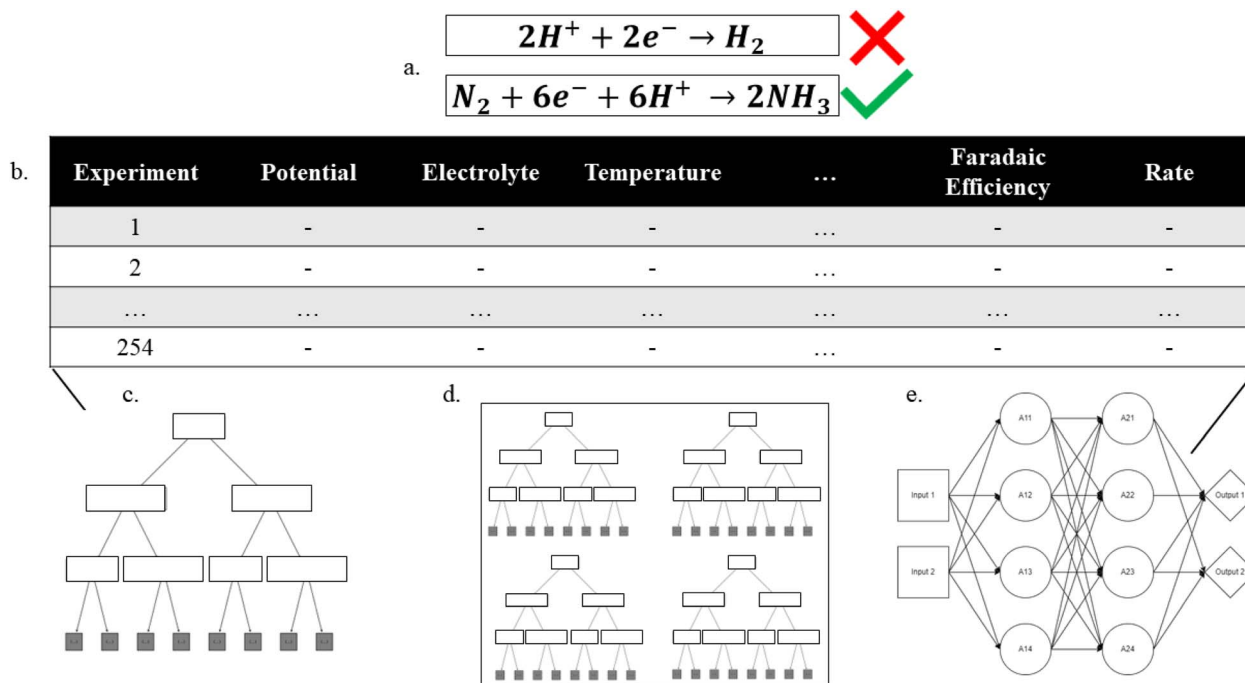 2H⁺ + 2e⁻ → H₂
a.
N₂ + 6e⁻ + 6H⁺ → 2NH₃
b.
Experiment Potential Electrolyte Temperature … Faradaic Efficiency Rate
1 - - - … - -
2 - - - … - -
… … … … … … …
254 - - - … - -
c.
d.
e.
A11 A21
Input 1 A12 A22 Output 1
Input 2 A13 A23 Output 2
A14 A24